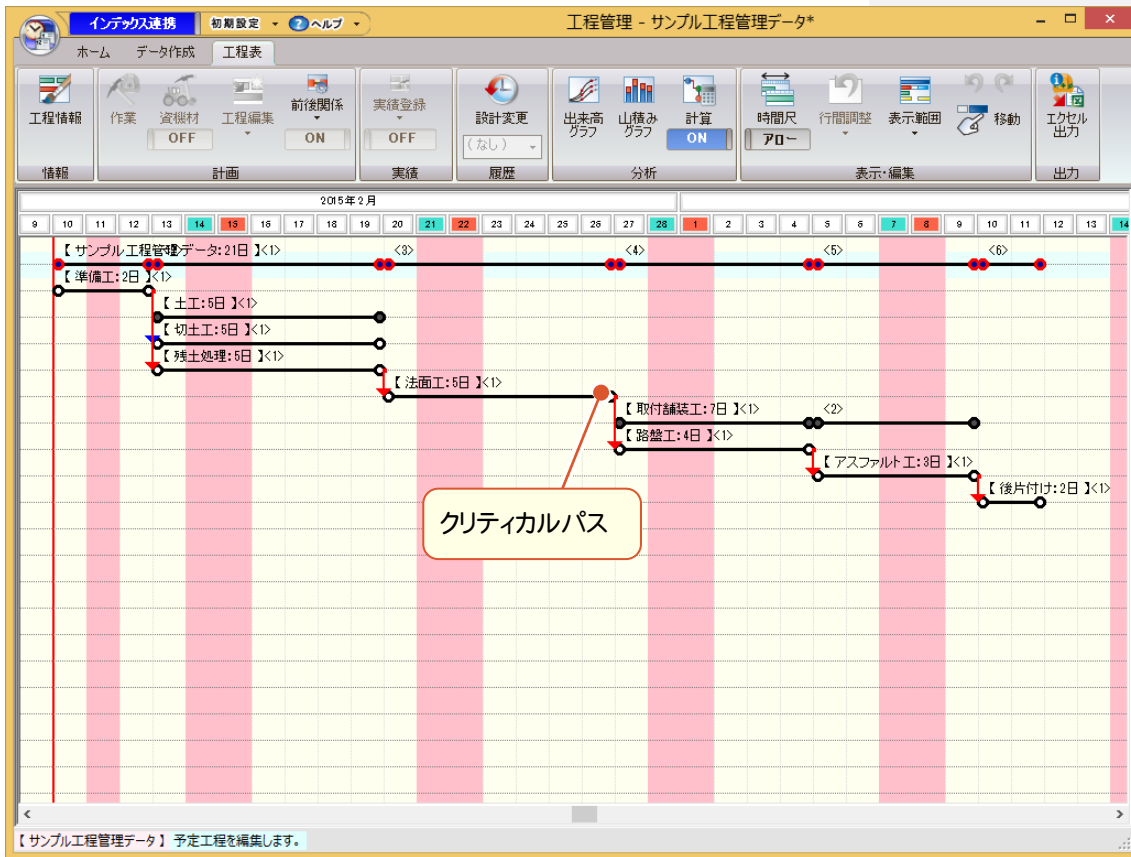 インデックス連携 初期設定 ヘルプ 工程管理 - サンプル工程管理データ*
ホーム データ作成 工程表
工程情報 作業 資機材 工程編集 前後関係 実績登録 設計変更 出来高グラフ 山積みグラフ 計算 時間尺 行間調整 表示範囲 移動 エクセル出力
OFF ON OFF (なし) ON アロー
情報 計画 実績 履歴 分析 表示・編集 出力
2015年2月
9 10 11 12 13 14 15 16 17 18 19 20 21 22 23 24 25 26 27 28 1 2 3 4 5 6 7 8 9 10 11 12 13 14
【サンプル工程管理データ:21日】<1> <3> <4> <5> <6>
【準備工:2日】<1>
【土工:5日】<1>
【切土工:5日】<1>
【残土処理:5日】<1>
【法面工:5日】<1>
【取付舗装工:7日】<1> <2>
【路盤工:4日】<1>
【アスファルト工:3日】<1>
【後片付け:2日】<1>
クリティカルパス
【サンプル工程管理データ】 予定工程を編集します。